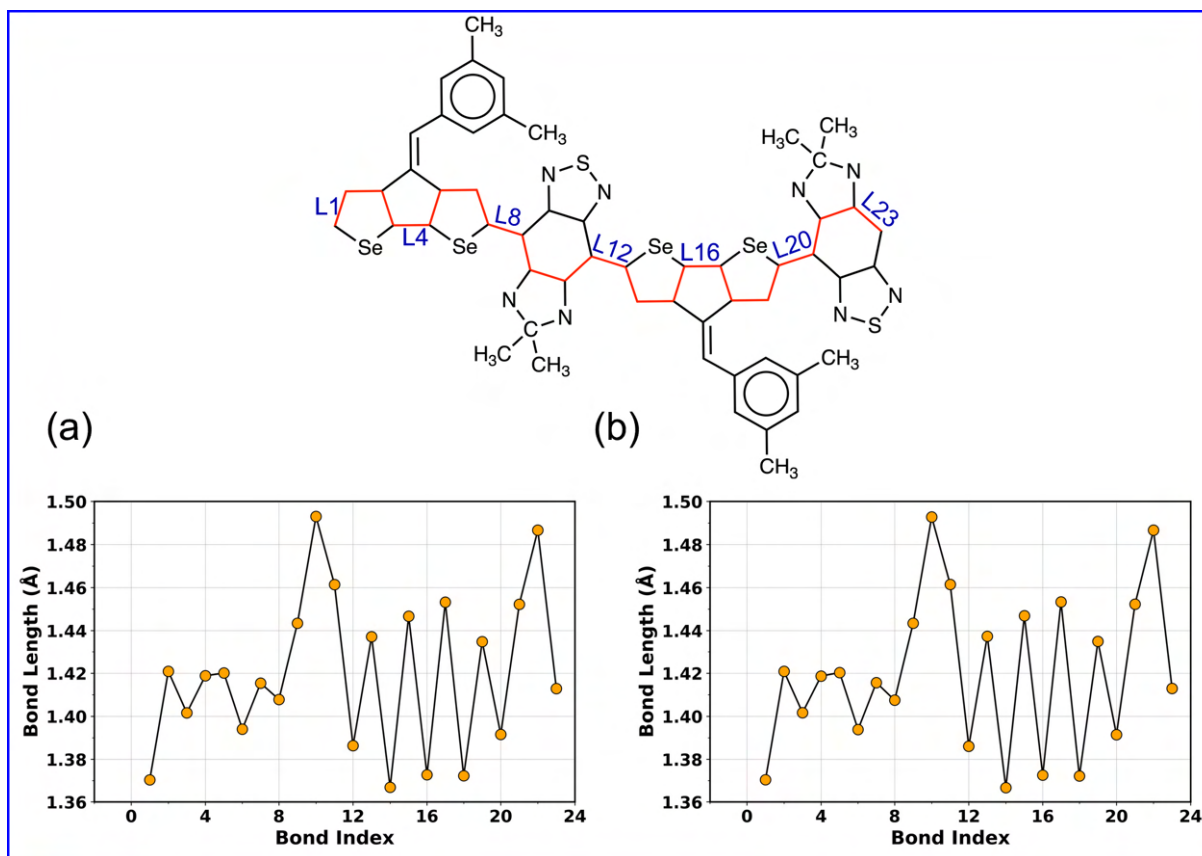 CH₃
CH₃
CH₃
H₃C
S
N
N
C
N
N
L1
L23
L8
Se
L4
Se
L12
Se
L16
Se
L20
N
N
N
N
C
S
H₃C
CH₃
CH₃
CH₃
(a)
(b)
1.50
1.48
1.46
1.44
1.42
1.40
1.38
1.36
Bond Length (Å)
0 4 8 12 16 20 24
Bond Index
1.50
1.48
1.46
1.44
1.42
1.40
1.38
1.36
Bond Length (Å)
0 4 8 12 16 20 24
Bond Index